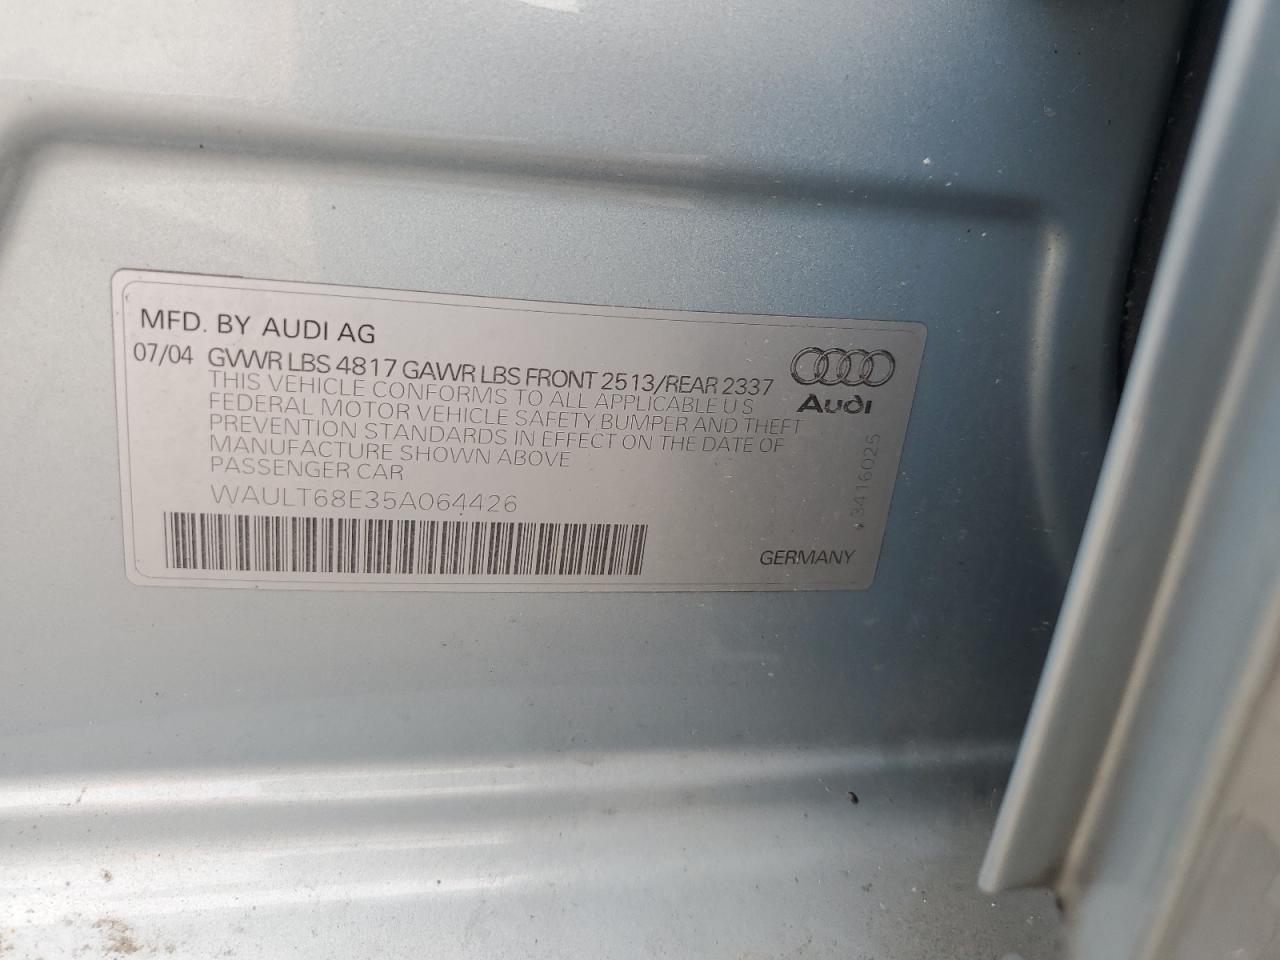 MFD. BY AUDI AG
07/04 GVWR LBS 4817 GAWR LBS FRONT 2513/REAR 2337
THIS VEHICLE CONFORMS TO ALL APPLICABLE U S
FEDERAL MOTOR VEHICLE SAFETY BUMPER AND THEFT
PREVENTION STANDARDS IN EFFECT ON THE DATE OF
MANUFACTURE SHOWN ABOVE
PASSENGER CAR
WAULT68E35A064426
Audi
3416025
GERMANY